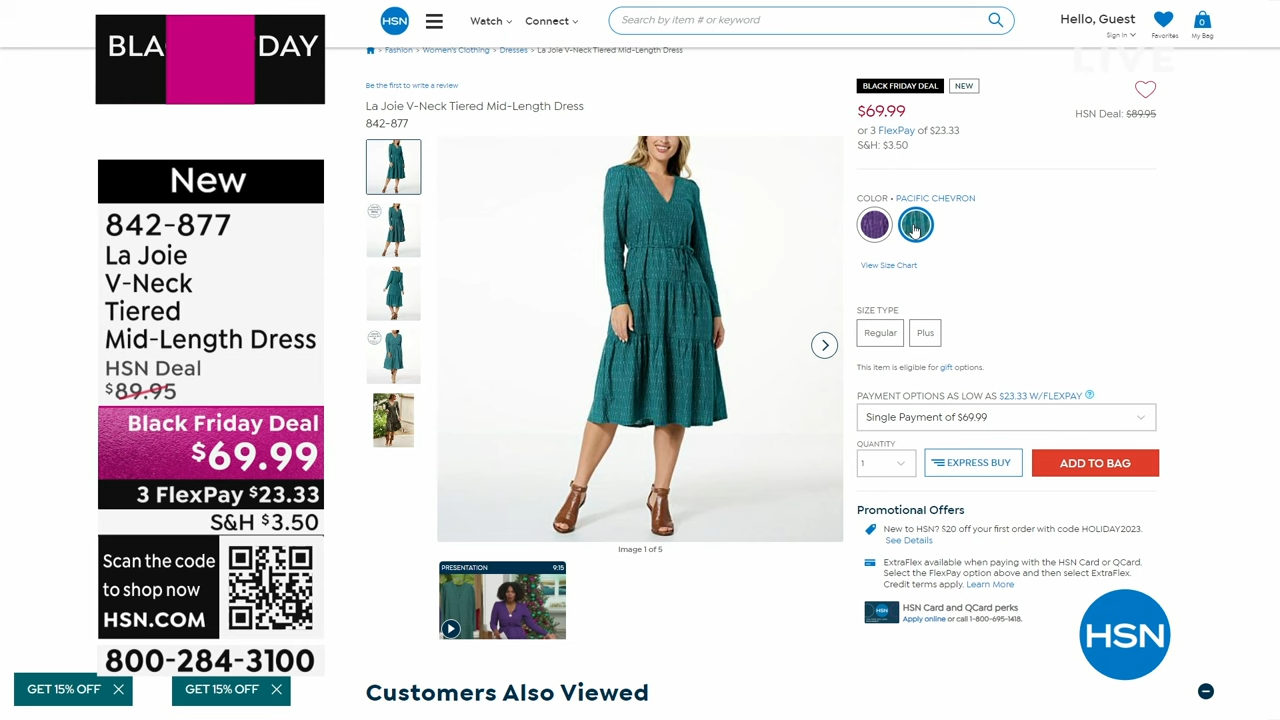 BLA DAY
New
842-877
La Joie
V-Neck
Tiered
Mid-Length Dress
HSN Deal
$89.95
Black Friday Deal
$69.99
3 FlexPay $23.33
S&H $3.50
Scan the code
to shop now
HSN.COM
800-284-3100
GET 15% OFF
GET 15% OFF
HSN
Watch
Connect
Search by item # or keyword
Hello, Guest
Sign In
Favorites
0
My Bag
LIVE
> Fashion > Women's Clothing > Dresses > La Joie V-Neck Tiered Mid-Length Dress
Be the first to write a review
La Joie V-Neck Tiered Mid-Length Dress
842-877
Image 1 of 5
PRESENTATION 9:15
BLACK FRIDAY DEAL NEW
$69.99
HSN Deal: $89.95
or 3 FlexPay of $23.33
S&H: $3.50
COLOR • PACIFIC CHEVRON
View Size Chart
SIZE TYPE
Regular Plus
This item is eligible for gift options.
PAYMENT OPTIONS AS LOW AS $23.33 W/FLEXPAY
Single Payment of $69.99
QUANTITY
1
EXPRESS BUY
ADD TO BAG
Promotional Offers
New to HSN? $20 off your first order with code HOLIDAY2023.
See Details
ExtraFlex available when paying with the HSN Card or QCard.
Select the FlexPay option above and then select ExtraFlex.
Credit terms apply. Learn More
HSN Card and QCard perks
Apply online or call 1-800-695-1418.
HSN
Customers Also Viewed